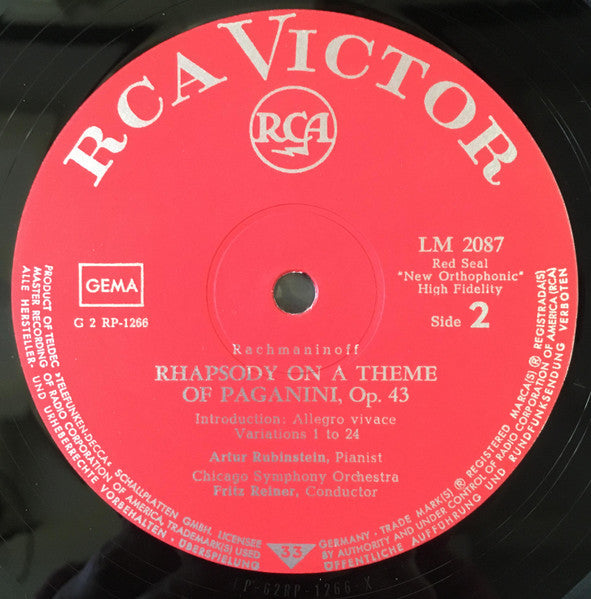 RCA VICTOR
RCA
LM 2087
Red Seal
"New Orthophonic"
High Fidelity
Side 2
GEMA
G 2 RP-1266
Rachmaninoff
RHAPSODY ON A THEME
OF PAGANINI, Op. 43
Introduction: Allegro vivace
Variations 1 to 24
Artur Rubinstein, Pianist
Chicago Symphony Orchestra
Fritz Reiner, Conductor
PRODUCT OF TELDEC »TELEFUNKEN-DECCA« SCHALLPLATTEN GMBH. LICENSEE
MASTER RECORDING OF RADIO CORPORATION OF AMERICA, TRADEMARK(S) USED
ALLE HERSTELLER- UND URHEBERRECHTE VORBEHALTEN · ÜBERSPIELUNG
33
GERMANY · TRADE MARK(S) ® REGISTERED MARCA(S) ® REGISTRADA(S)
BY AUTHORITY AND UNDER CONTROL OF RADIO CORPORATION OF AMERICA (RCA)
ÖFFENTLICHE AUFFÜHRUNG UND RUNDFUNKSENDUNG VERBOTEN
LP-62RP-1266-X